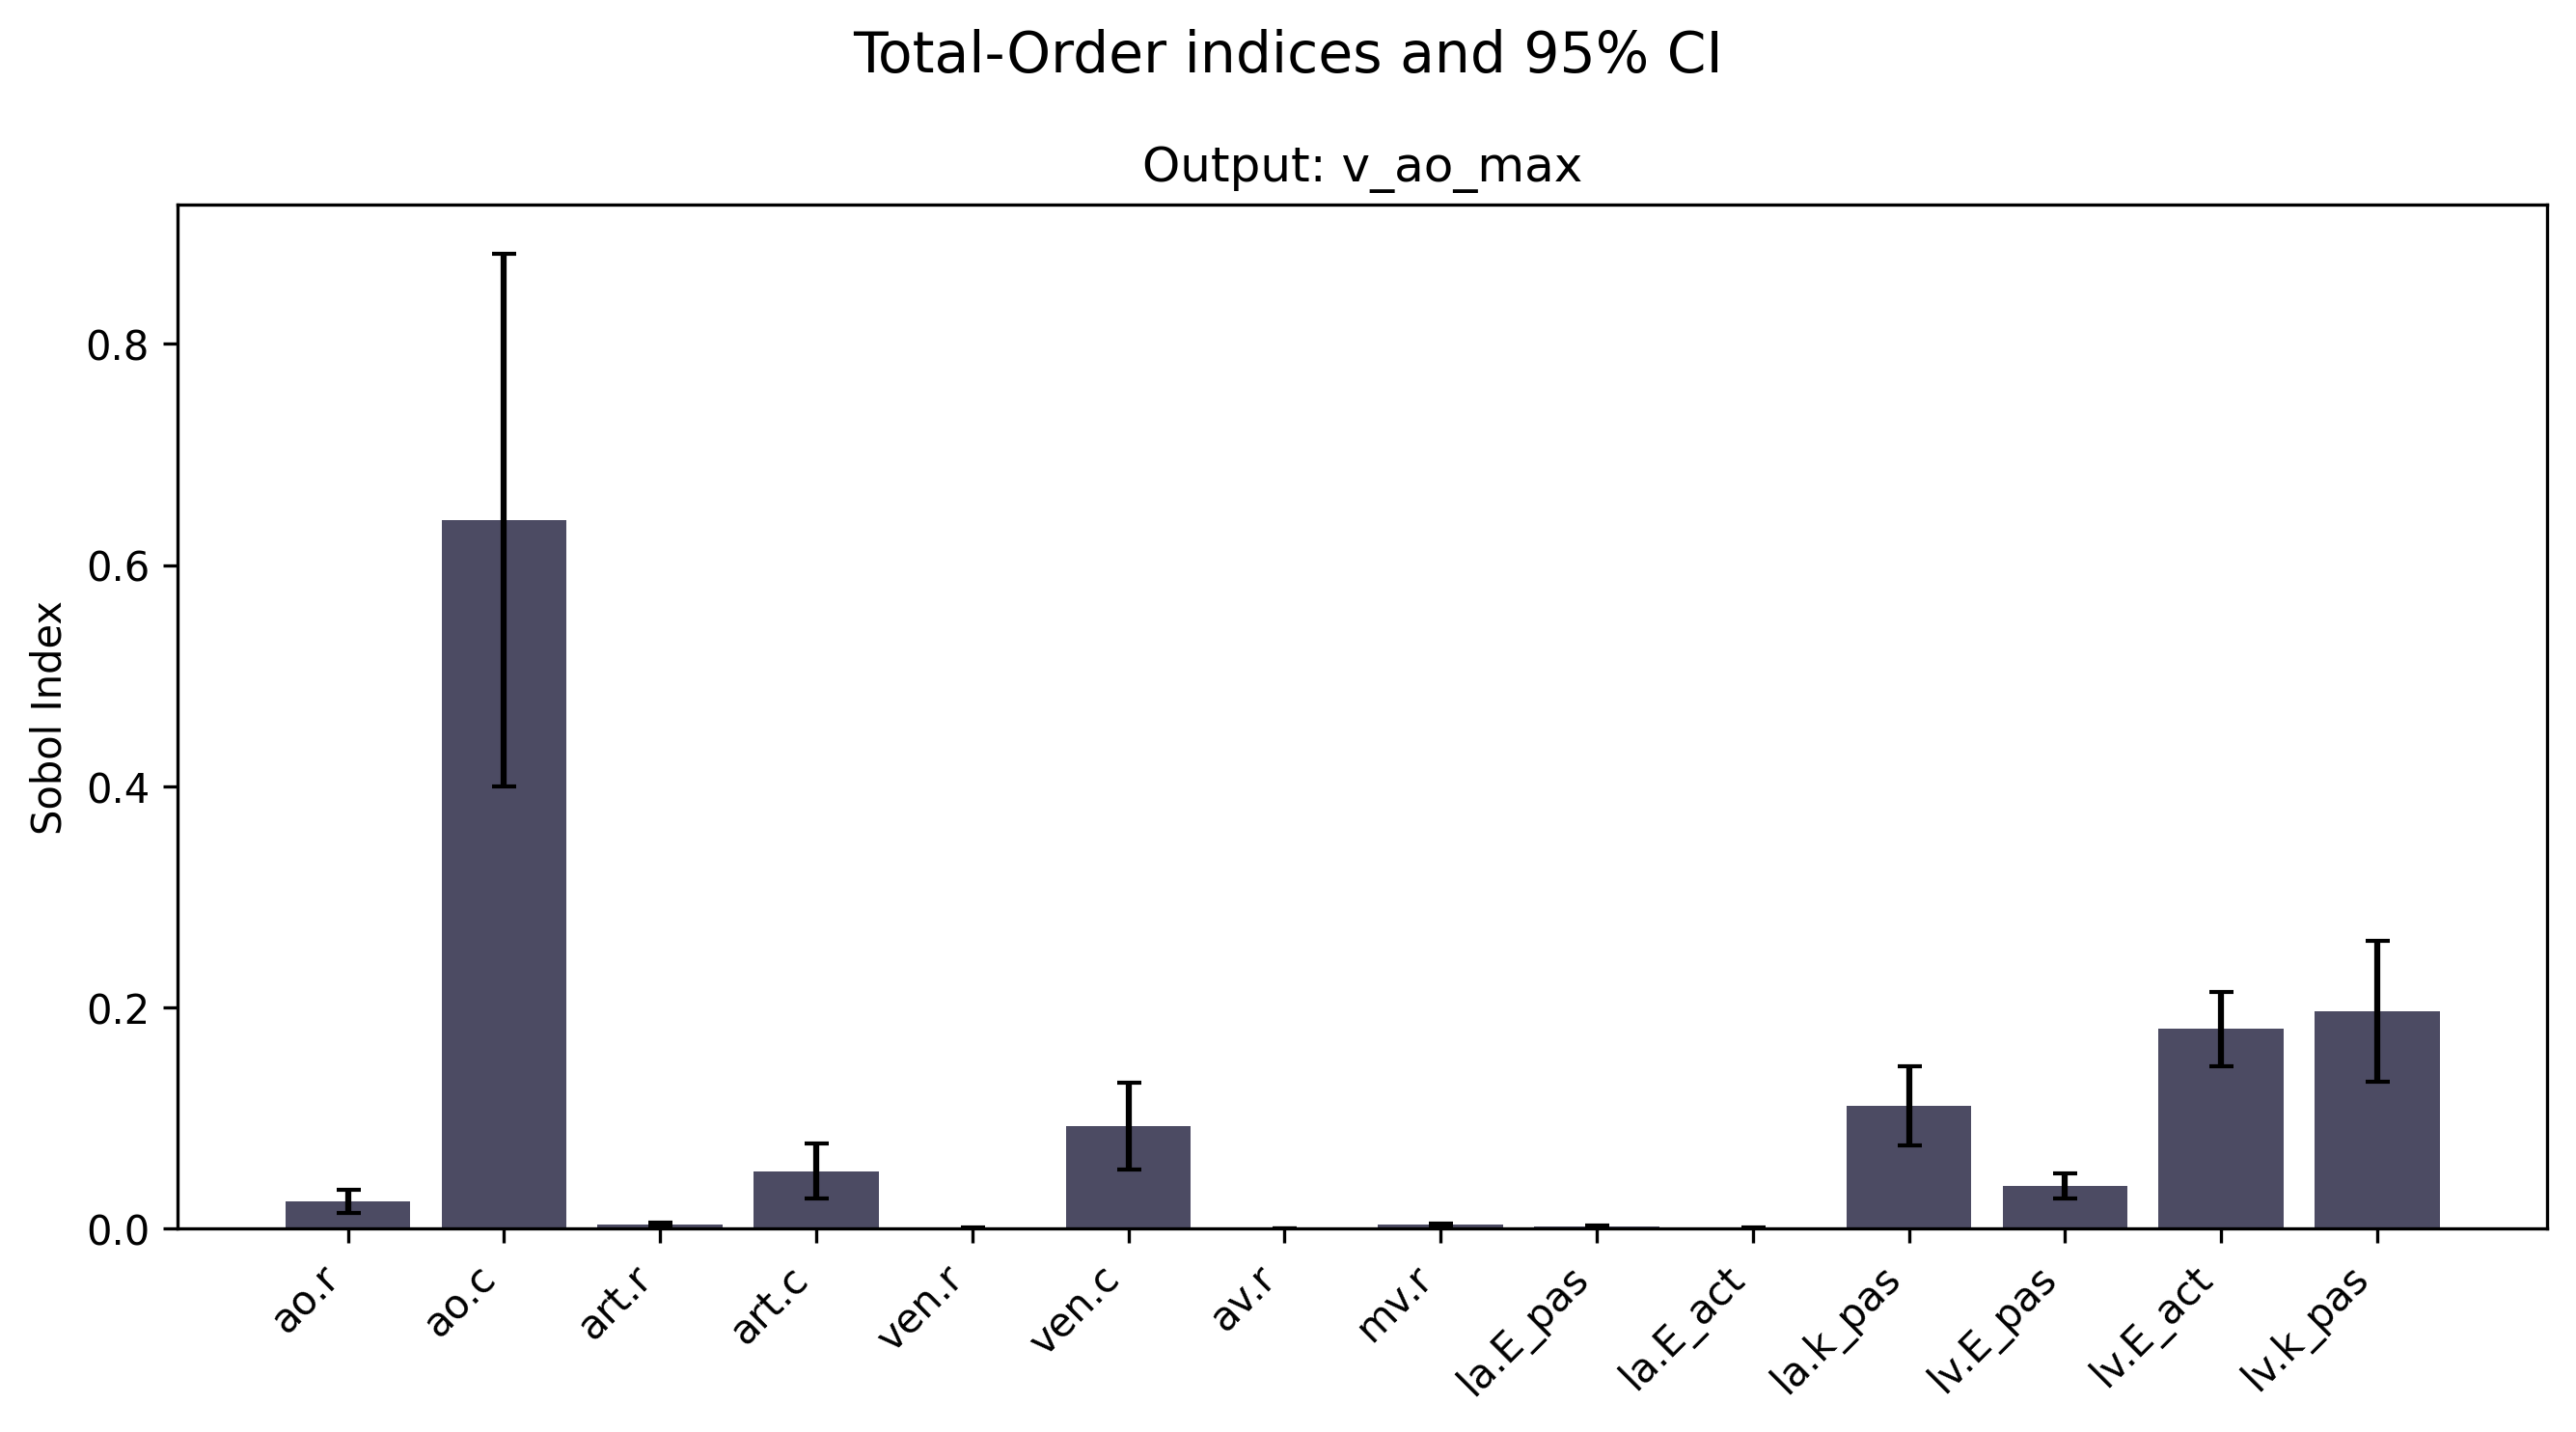 Total-Order indices and 95% CI
Output: v_ao_max
Sobol Index
0.8
0.6
0.4
0.2
0.0
ao.r
ao.c
art.r
art.c
ven.r
ven.c
av.r
mv.r
la.E_pas
la.E_act
la.k_pas
lv.E_pas
lv.E_act
lv.k_pas